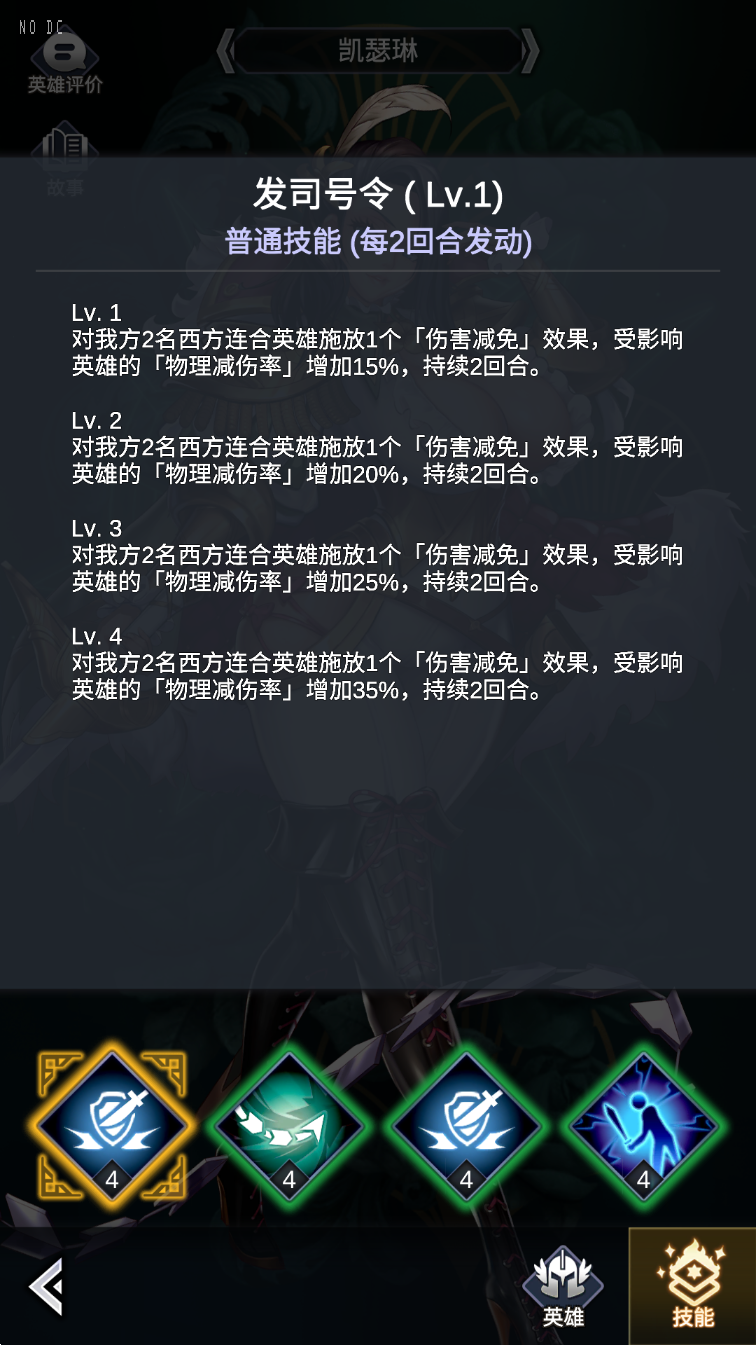 NO DC
凯瑟琳
英雄评价
故事
发司号令 ( Lv.1)
普通技能 (每2回合发动)
Lv. 1
对我方2名西方连合英雄施放1个「伤害减免」效果，受影响
英雄的「物理减伤率」增加15%，持续2回合。
Lv. 2
对我方2名西方连合英雄施放1个「伤害减免」效果，受影响
英雄的「物理减伤率」增加20%，持续2回合。
Lv. 3
对我方2名西方连合英雄施放1个「伤害减免」效果，受影响
英雄的「物理减伤率」增加25%，持续2回合。
Lv. 4
对我方2名西方连合英雄施放1个「伤害减免」效果，受影响
英雄的「物理减伤率」增加35%，持续2回合。
4 4 4 4
英雄 技能